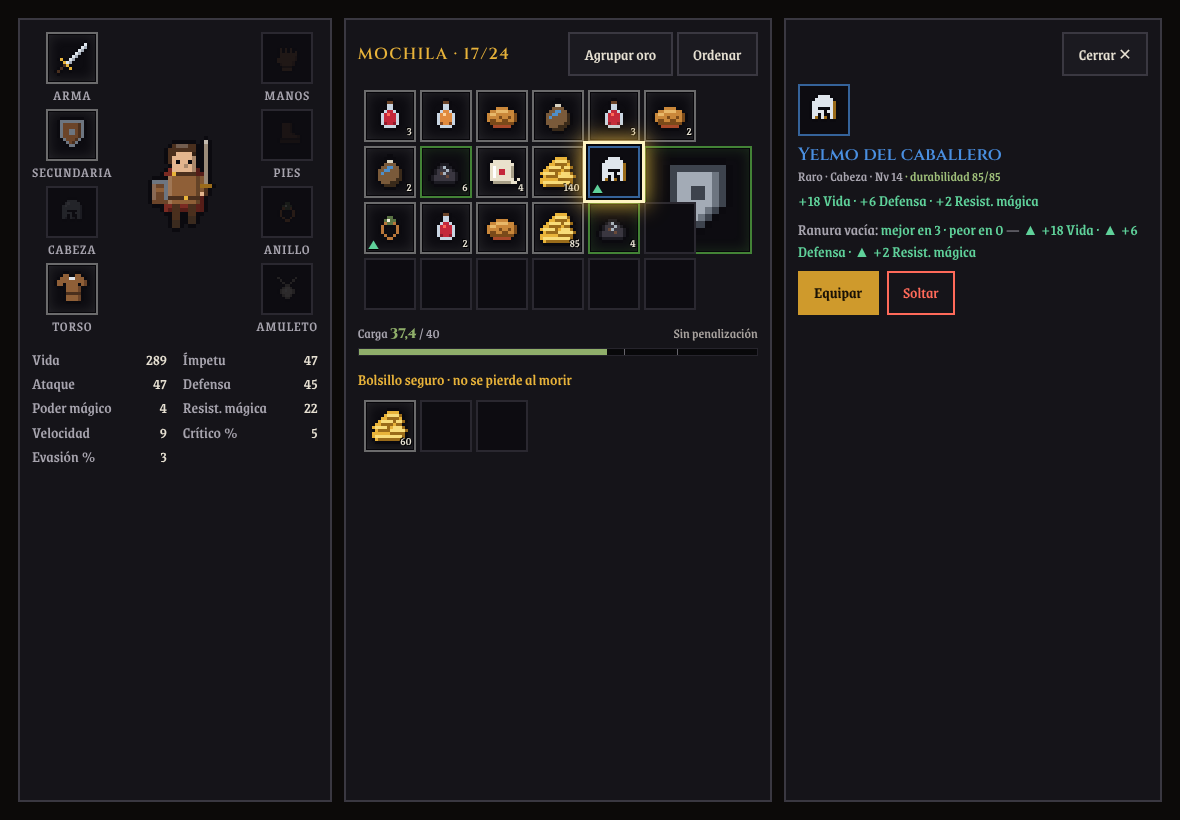 ARMA
MANOS
SECUNDARIA
PIES
CABEZA
ANILLO
TORSO
AMULETO
Vida 289 Ímpetu 47
Ataque 47 Defensa 45
Poder mágico 4 Resist. mágica 22
Velocidad 9 Crítico % 5
Evasión % 3
MOCHILA · 17/24
Agrupar oro
Ordenar
3 3 2
2 6 4 140
2 85 4
Carga 37,4 / 40 Sin penalización
Bolsillo seguro · no se pierde al morir
60
Cerrar ✕
YELMO DEL CABALLERO
Raro · Cabeza · Nv 14 · durabilidad 85/85
+18 Vida · +6 Defensa · +2 Resist. mágica
Ranura vacía: mejor en 3 · peor en 0 — ▲ +18 Vida · ▲ +6
Defensa · ▲ +2 Resist. mágica
Equipar
Soltar